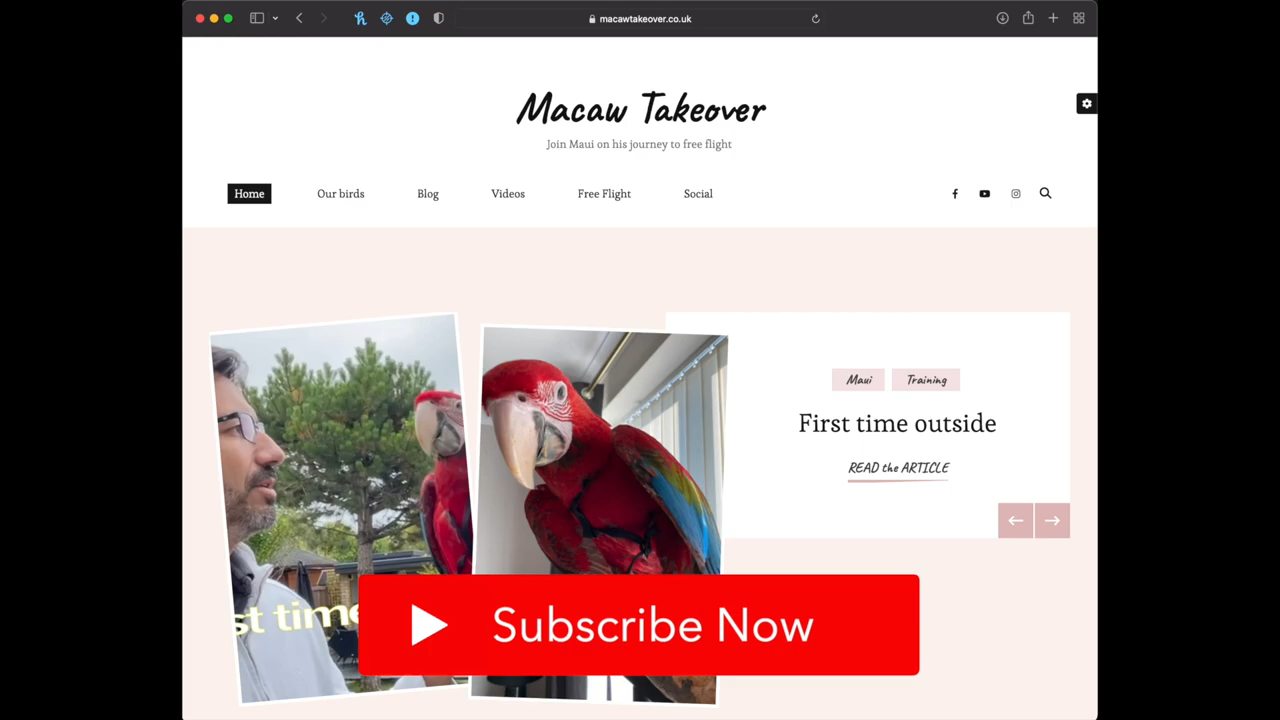 macawtakeover.co.uk
Macaw Takeover
Join Maui on his journey to free flight
Home
Our birds
Blog
Videos
Free Flight
Social
Maui
Training
First time outside
READ the ARTICLE
st time
Subscribe Now